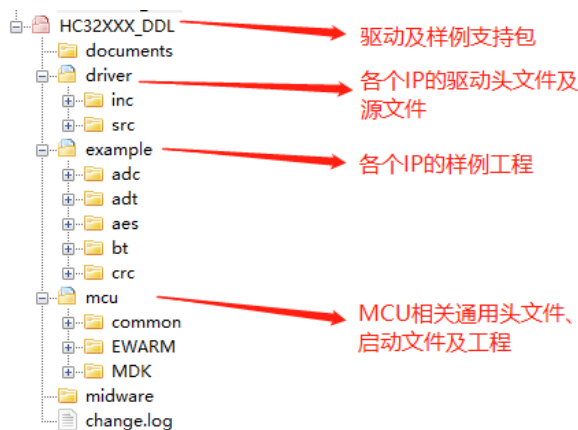 HC32XXX_DDL
驱动及样例支持包
documents
driver
各个IP的驱动头文件及
源文件
inc
src
example
各个IP的样例工程
adc
adt
aes
bt
crc
mcu
MCU相关通用头文件、
启动文件及工程
common
EWARM
MDK
midware
change.log